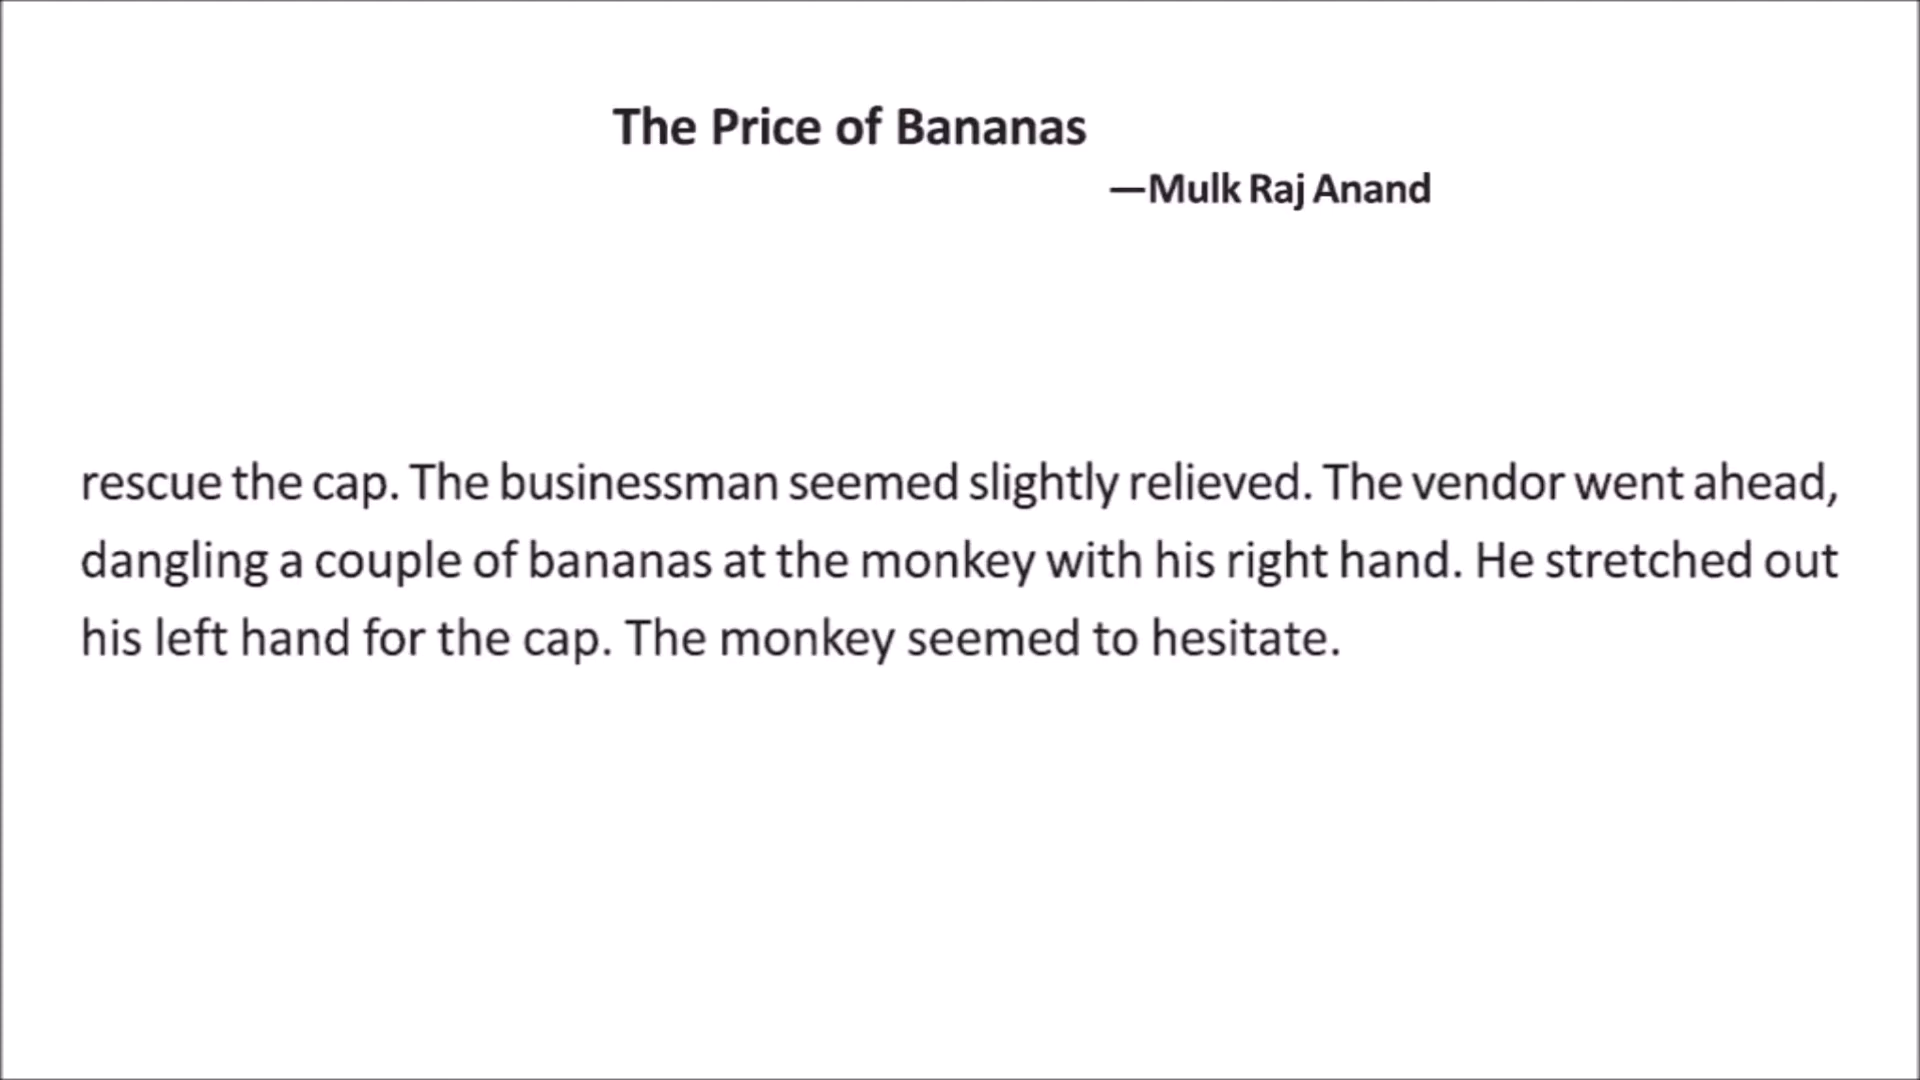 The Price of Bananas
—Mulk Raj Anand
rescue the cap. The businessman seemed slightly relieved. The vendor went ahead,
dangling a couple of bananas at the monkey with his right hand. He stretched out
his left hand for the cap. The monkey seemed to hesitate.